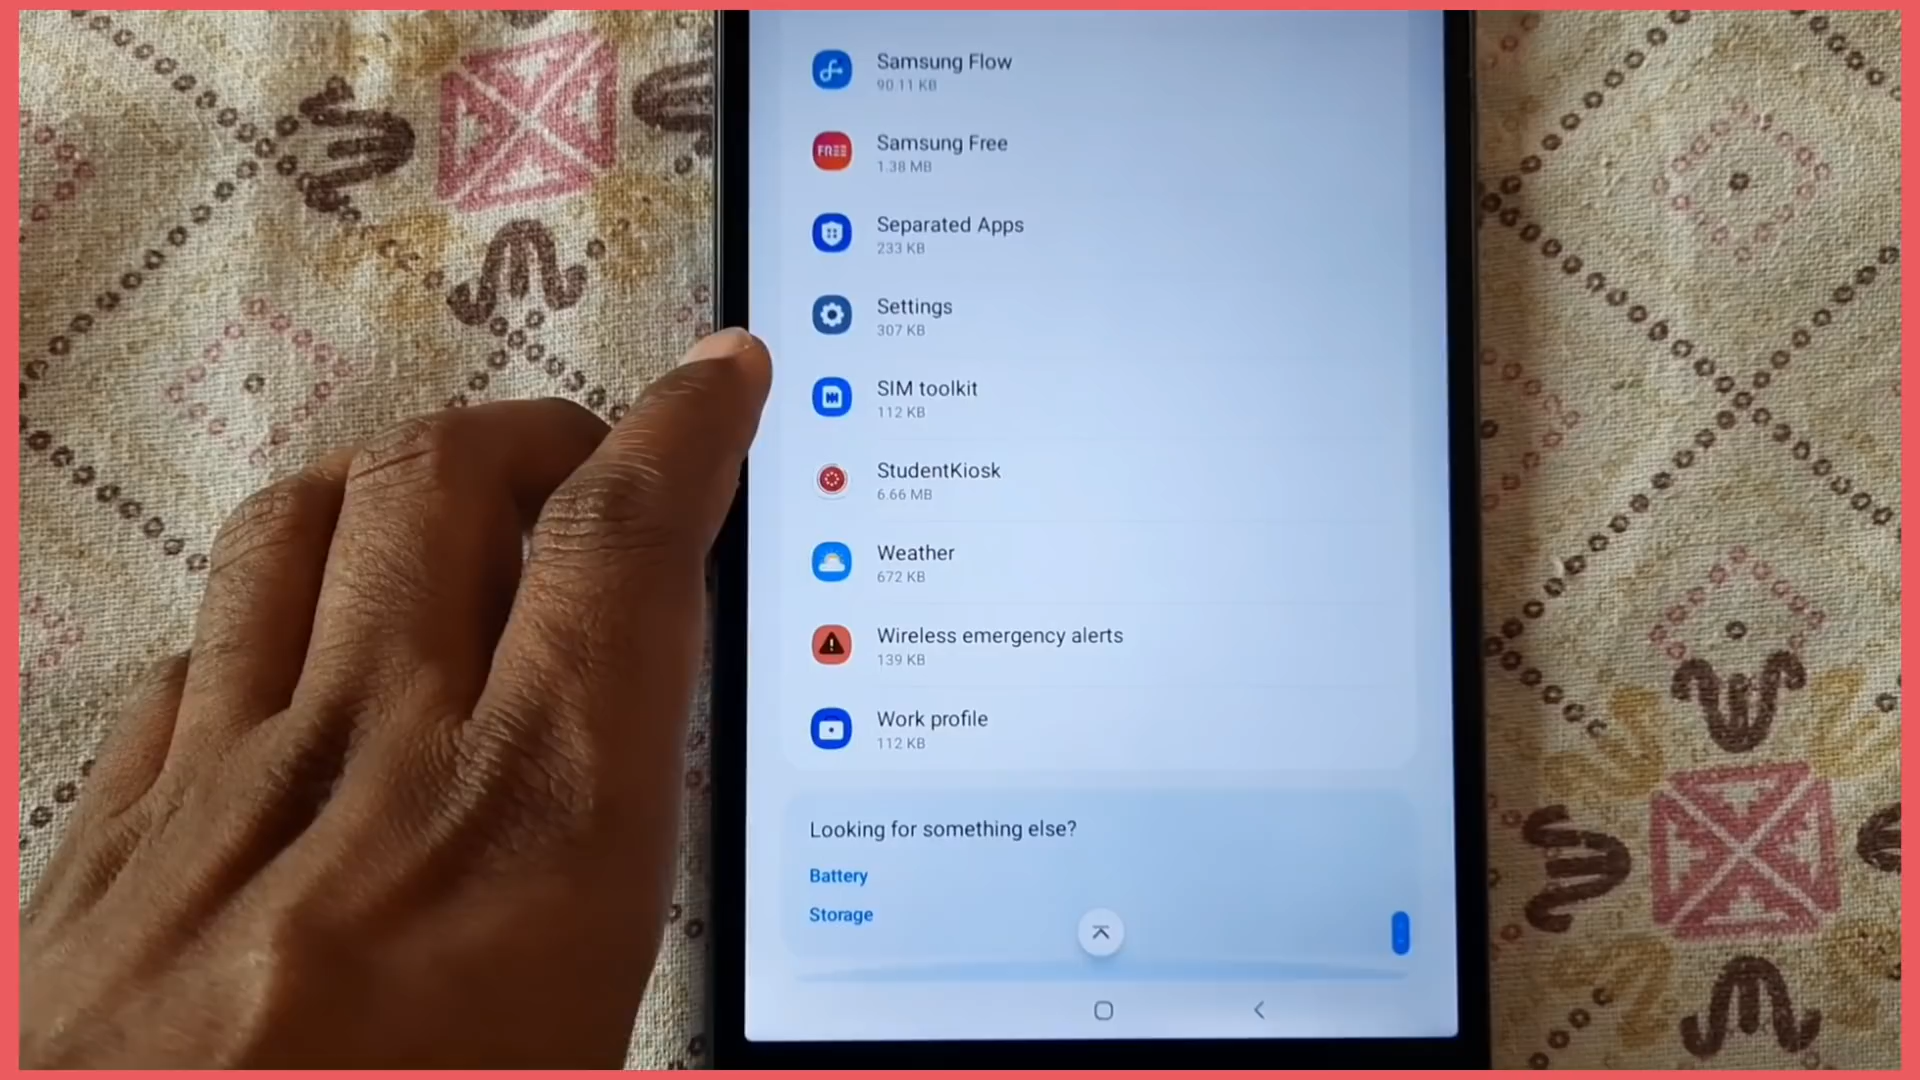 Samsung Flow
90.11 KB
FREE
Samsung Free
1.38 MB
Separated Apps
233 KB
Settings
307 KB
SIM toolkit
112 KB
StudentKiosk
6.66 MB
Weather
672 KB
Wireless emergency alerts
139 KB
Work profile
112 KB
Looking for something else?
Battery
Storage